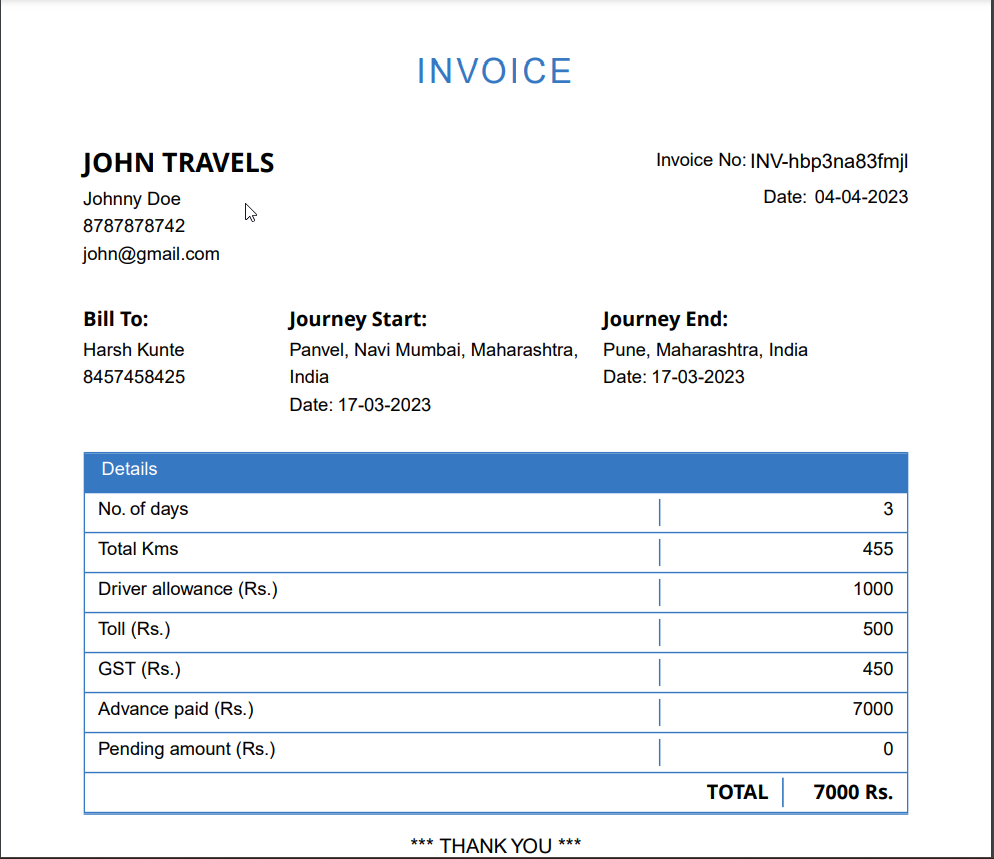 INVOICE
JOHN TRAVELS
Johnny Doe
8787878742
john@gmail.com
Invoice No: INV-hbp3na83fmjl
Date: 04-04-2023
Bill To:
Harsh Kunte
8457458425
Journey Start:
Panvel, Navi Mumbai, Maharashtra,
India
Date: 17-03-2023
Journey End:
Pune, Maharashtra, India
Date: 17-03-2023
Details
No. of days 3
Total Kms 455
Driver allowance (Rs.) 1000
Toll (Rs.) 500
GST (Rs.) 450
Advance paid (Rs.) 7000
Pending amount (Rs.) 0
TOTAL 7000 Rs.
*** THANK YOU ***